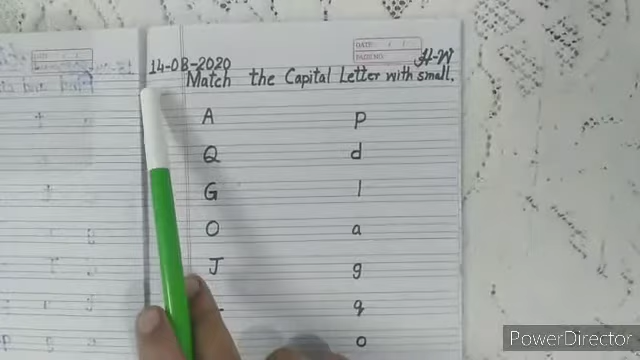 DATE: / /
PAGE NO.:
H-W
14-08-2020
Match the Capital Letter with small.
A p
Q d
G l
O a
J g
q
o
PowerDirector